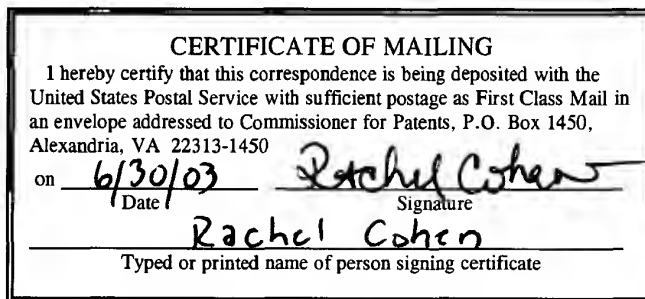 CERTIFICATE OF MAILING
I hereby certify that this correspondence is being deposited with the
United States Postal Service with sufficient postage as First Class Mail in
an envelope addressed to Commissioner for Patents, P.O. Box 1450,
Alexandria, VA 22313-1450
on 6/30/03 Rachel Cohen
Date Signature
Rachel Cohen
Typed or printed name of person signing certificate